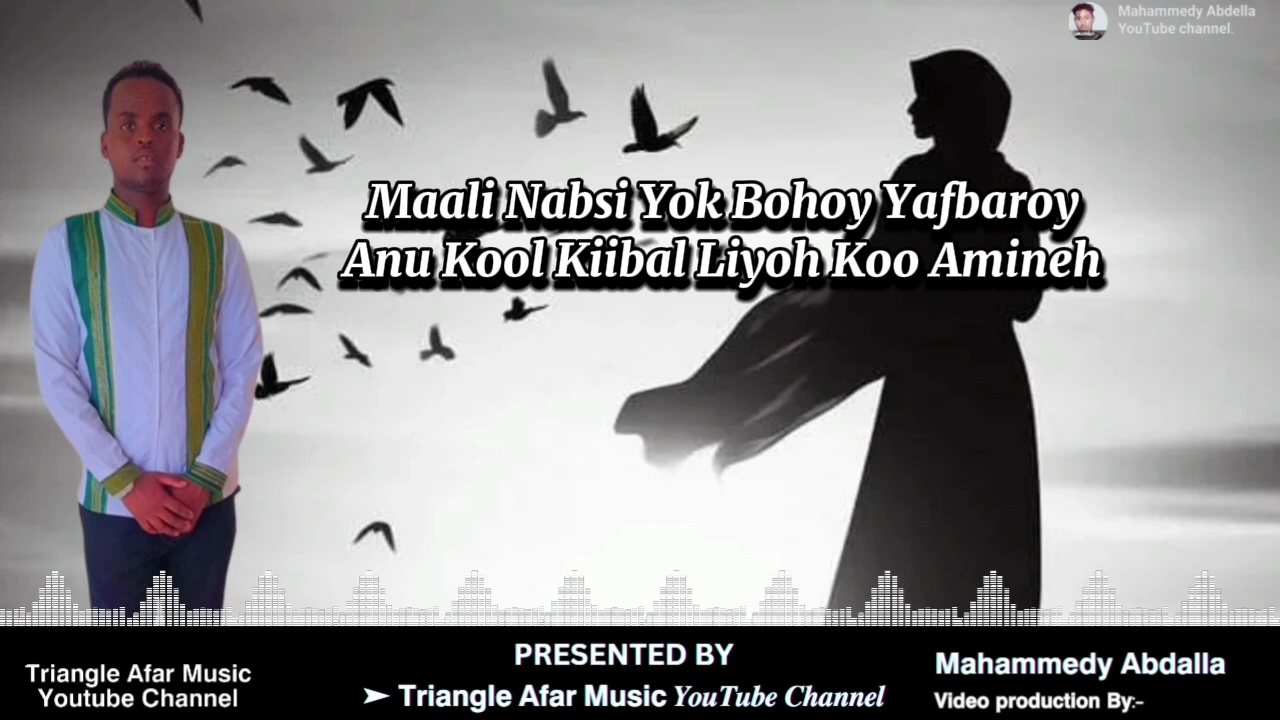 Mahammedy Abdella
YouTube channel.
Maali Nabsi Yok Bohoy Yafbaroy
Anu Kool Kiibal Liyoh Koo Amineh
Triangle Afar Music
Youtube Channel
PRESENTED BY
➤ Triangle Afar Music YouTube Channel
Mahammedy Abdalla
Video production By:-